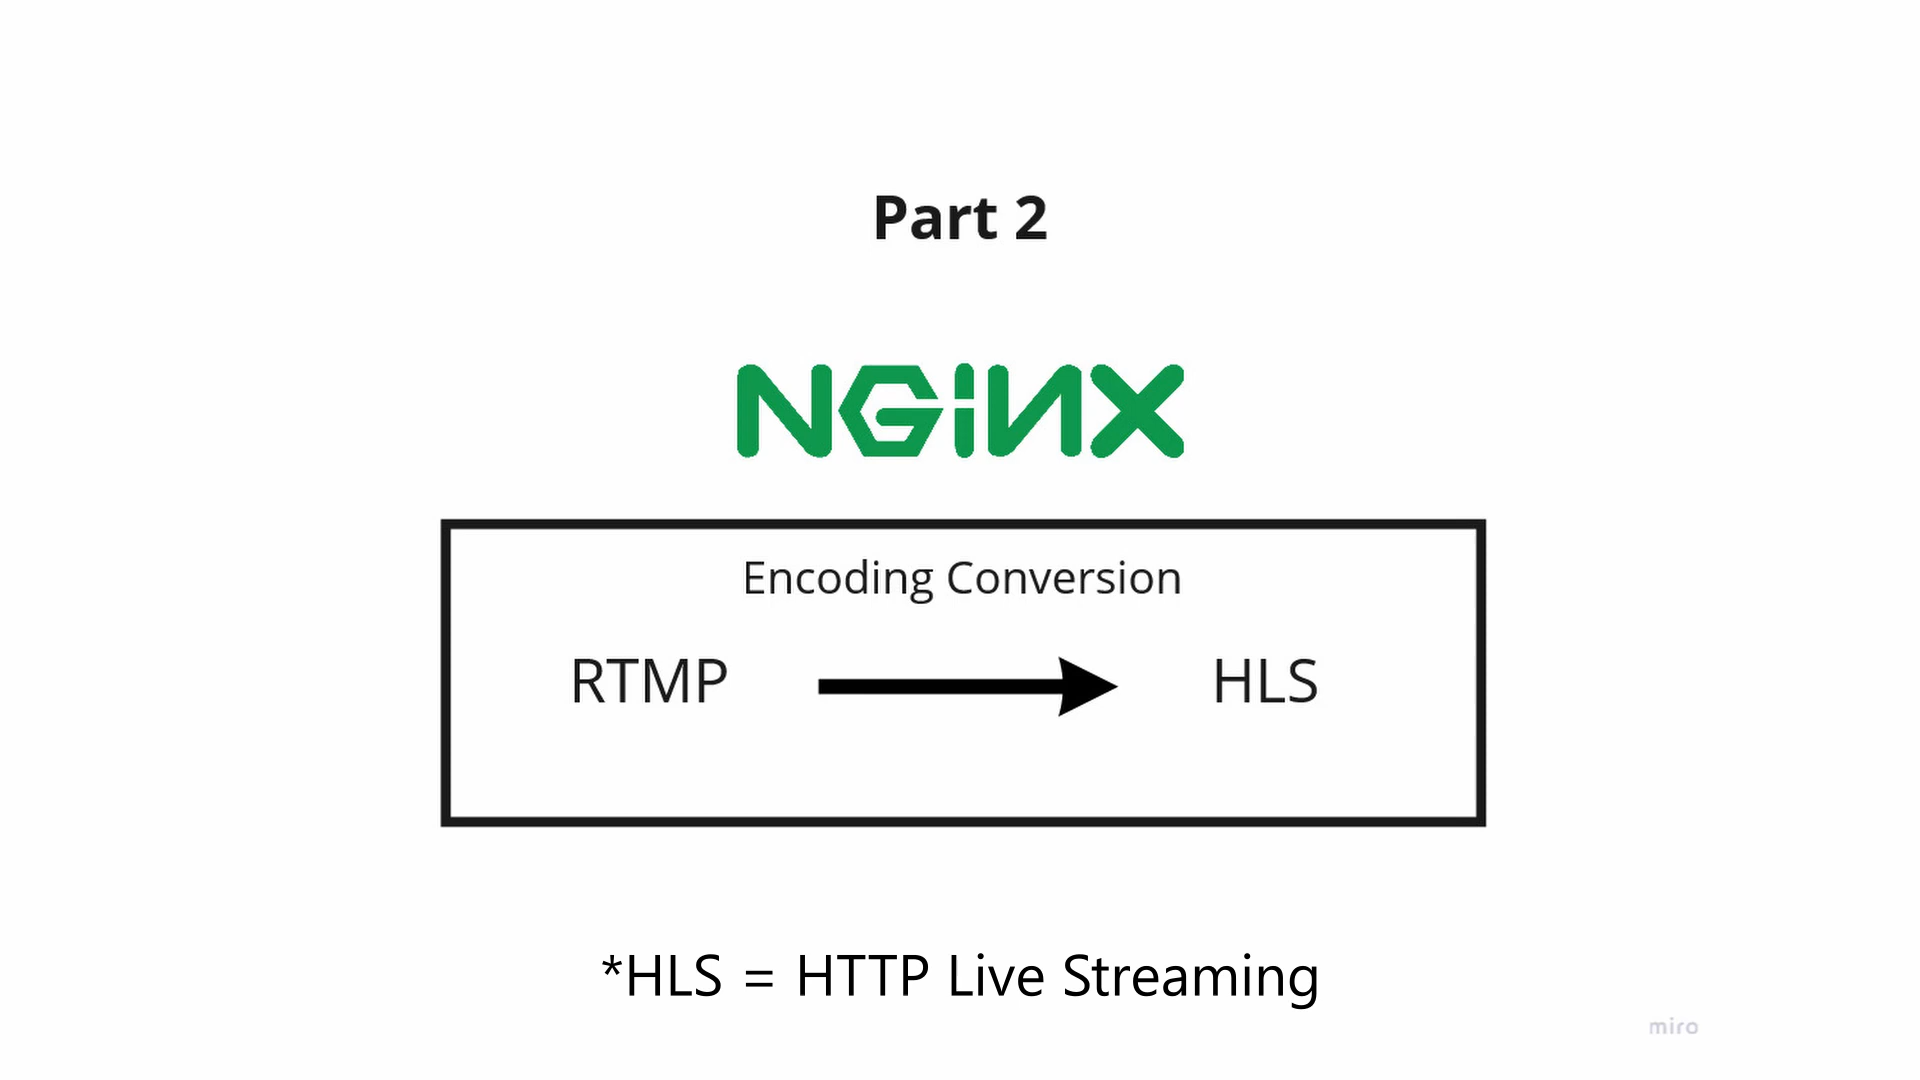 Part 2
NGINX
Encoding Conversion
RTMP HLS
*HLS = HTTP Live Streaming
miro